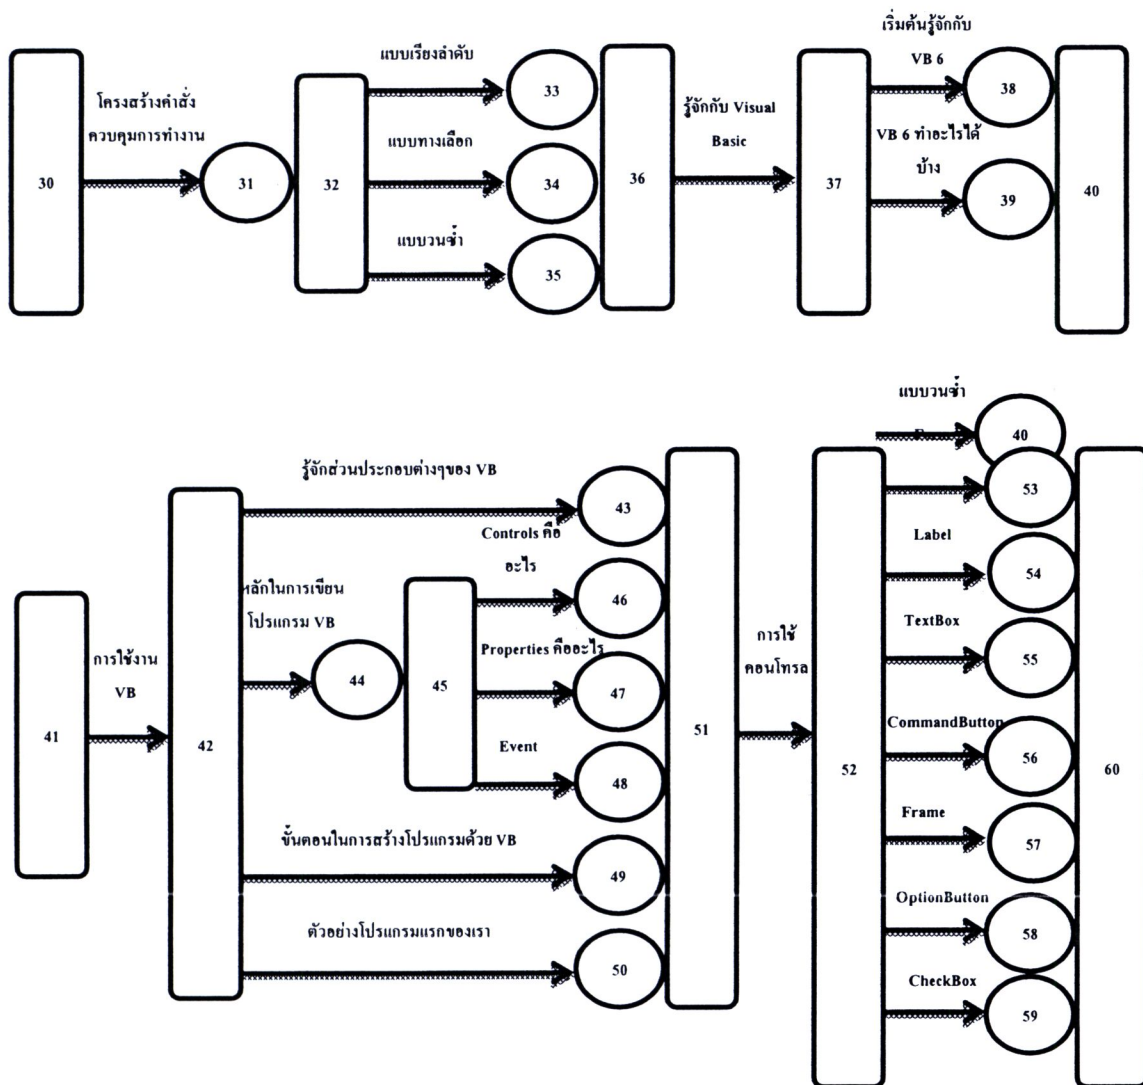 เริ่มต้นรู้จักกับ
VB 6
แบบเรียงลำดับ
โครงสร้างคำสั่ง
ควบคุมการทำงาน
33
38
รู้จักกับ Visual
Basic
VB 6 ทำอะไรได้
บ้าง
แบบทางเลือก
30
31
32
34
36
37
39
40
แบบวนซ้ำ
35
แบบวนซ้ำ
40
รู้จักส่วนประกอบต่างๆของ VB
43
53
Controls คือ
อะไร
Label
54
หลักในการเขียน
โปรแกรม VB
46
TextBox
การใช้งาน
VB
44
45
Properties คืออะไร
47
การใช้
คอนโทรล
55
41
42
Event
48
51
52
CommandButton
56
60
Frame
57
ขั้นตอนในการสร้างโปรแกรมด้วย VB
49
OptionButton
58
ตัวอย่างโปรแกรมแรกของเรา
50
CheckBox
59